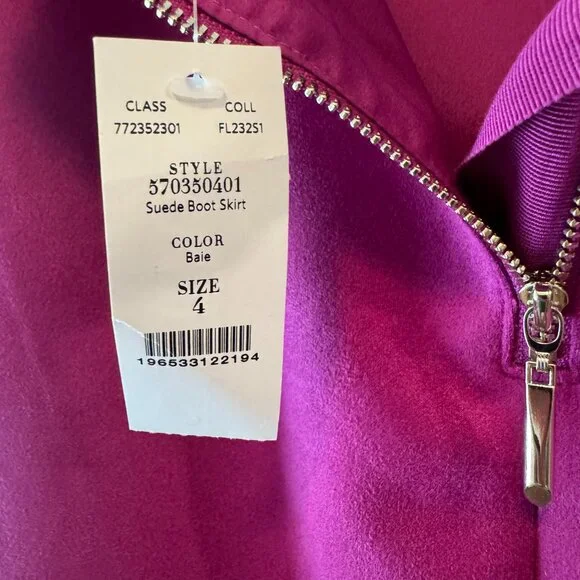 CLASS COLL
772352301 FL232S1
STYLE
570350401
Suede Boot Skirt
COLOR
Baie
SIZE
4
196533122194